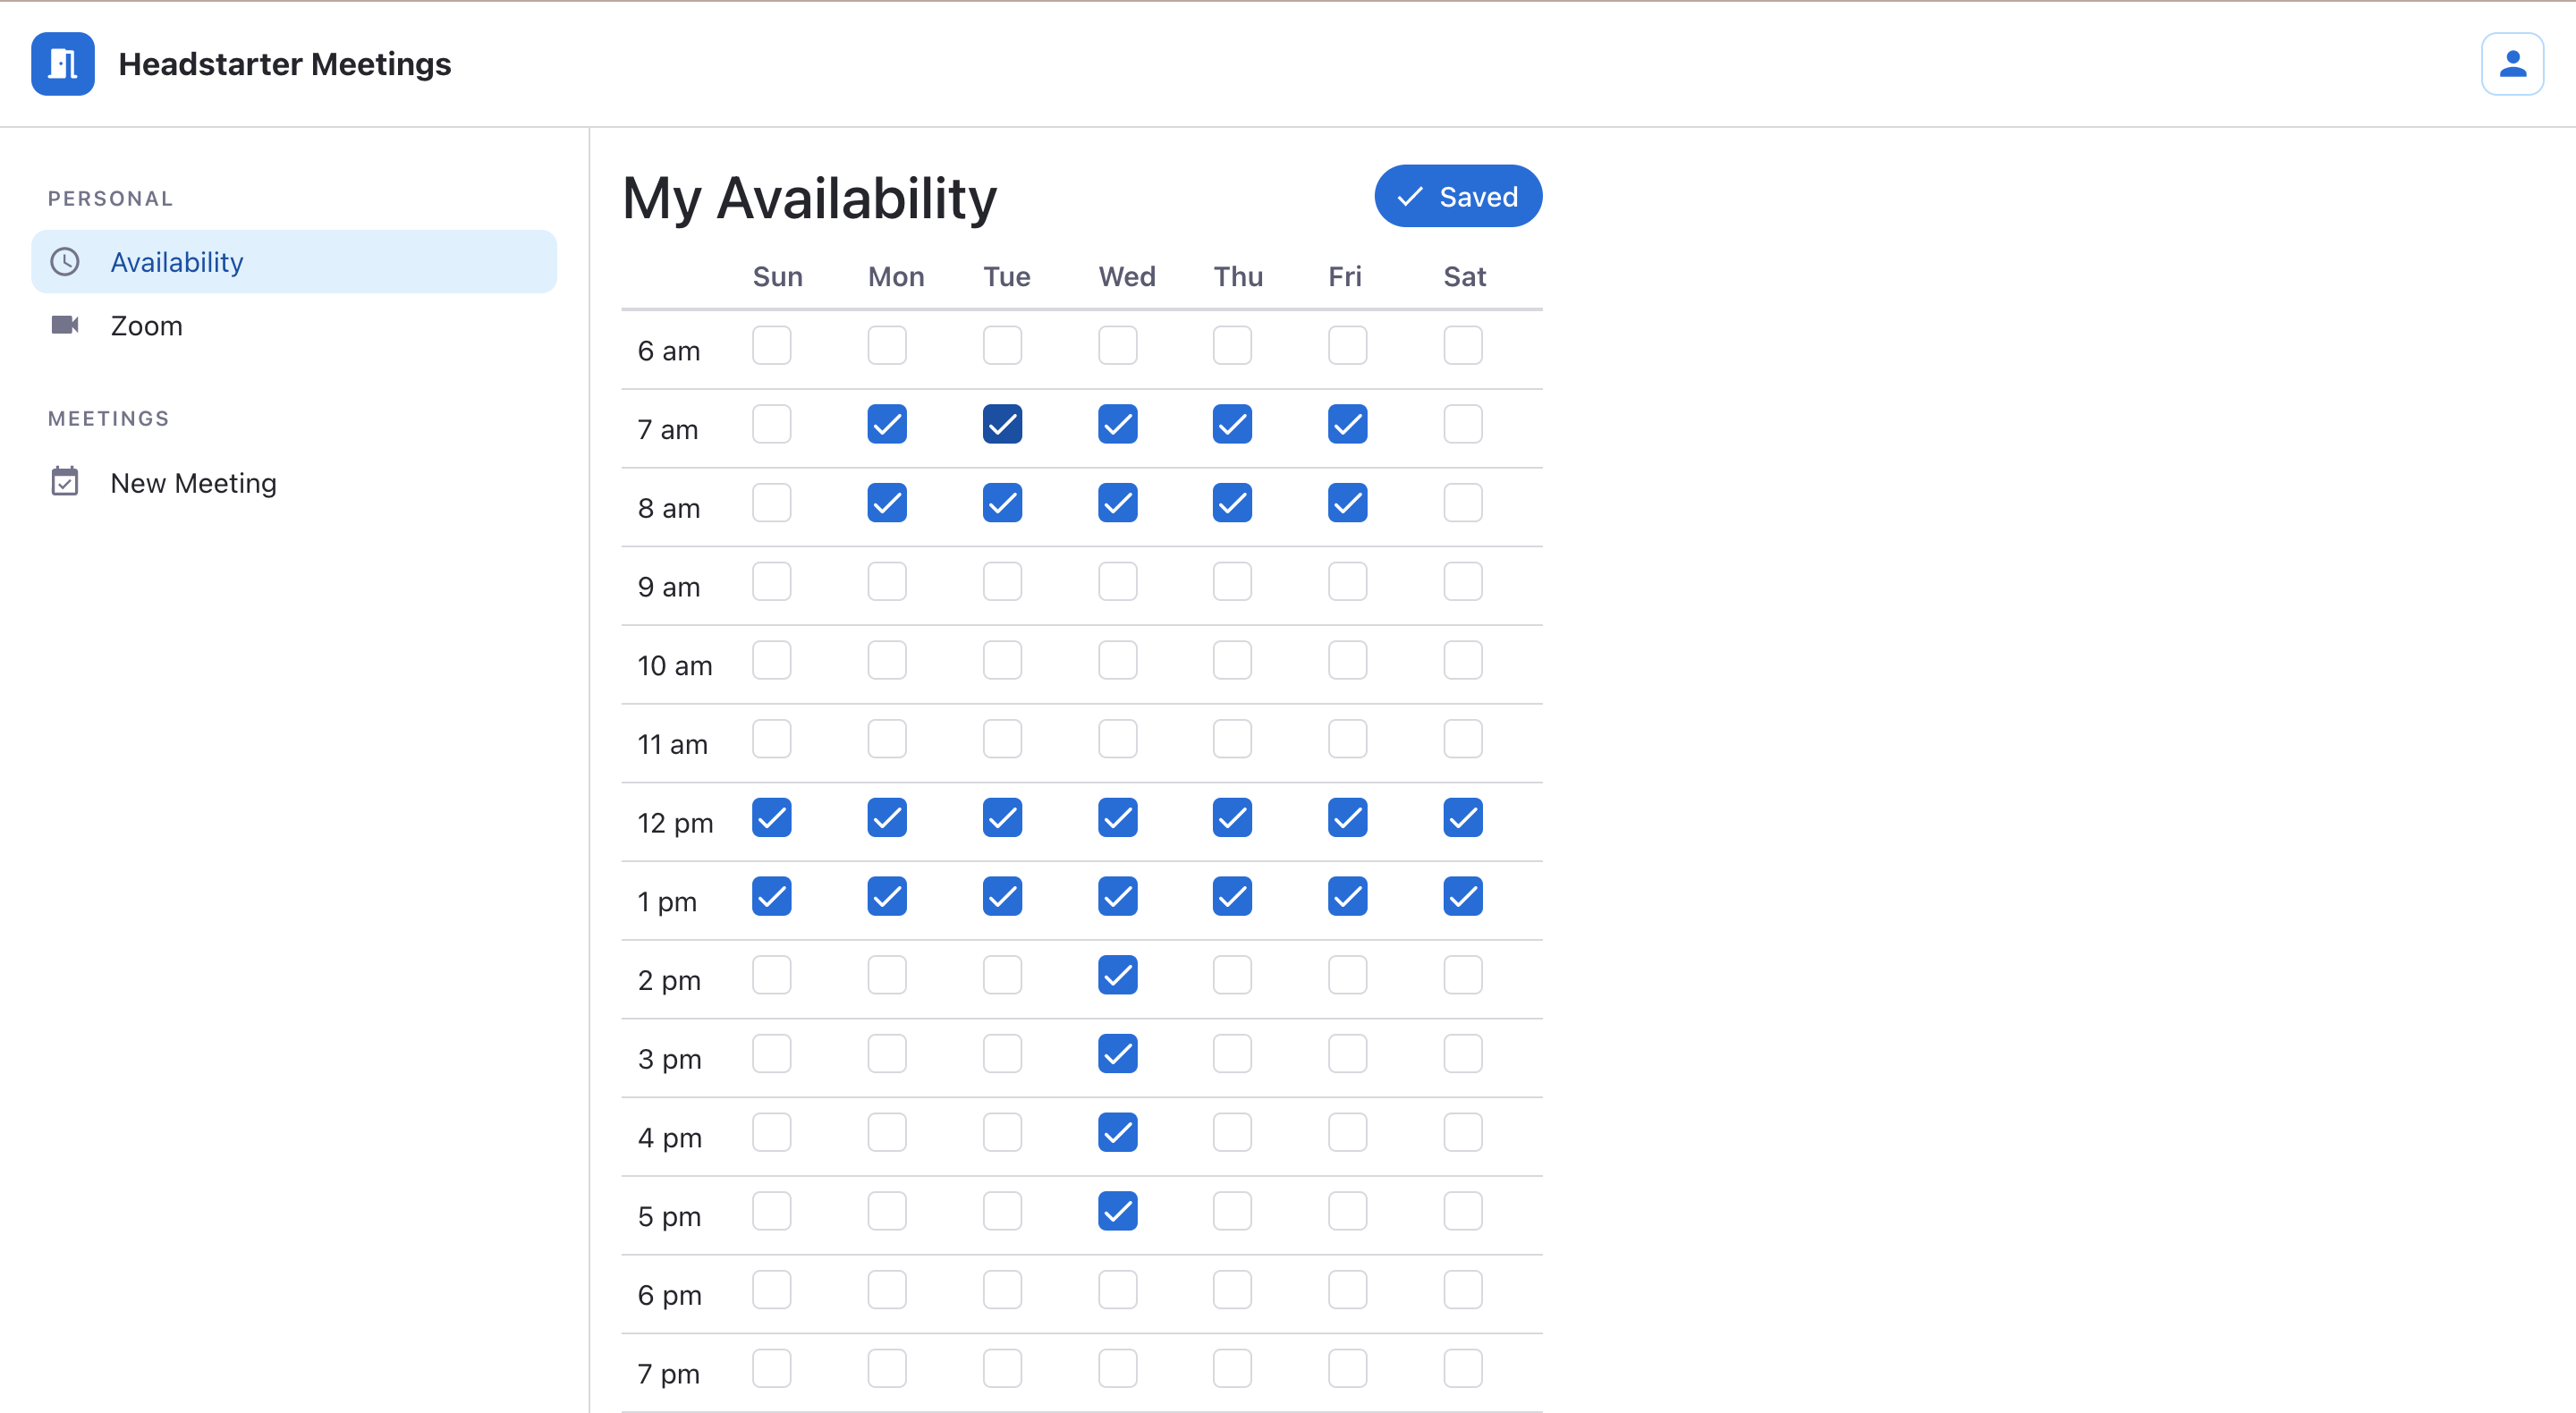 Headstarter Meetings
PERSONAL
Availability
Zoom
MEETINGS
New Meeting
My Availability
Saved
Sun Mon Tue Wed Thu Fri Sat
6 am
7 am
8 am
9 am
10 am
11 am
12 pm
1 pm
2 pm
3 pm
4 pm
5 pm
6 pm
7 pm